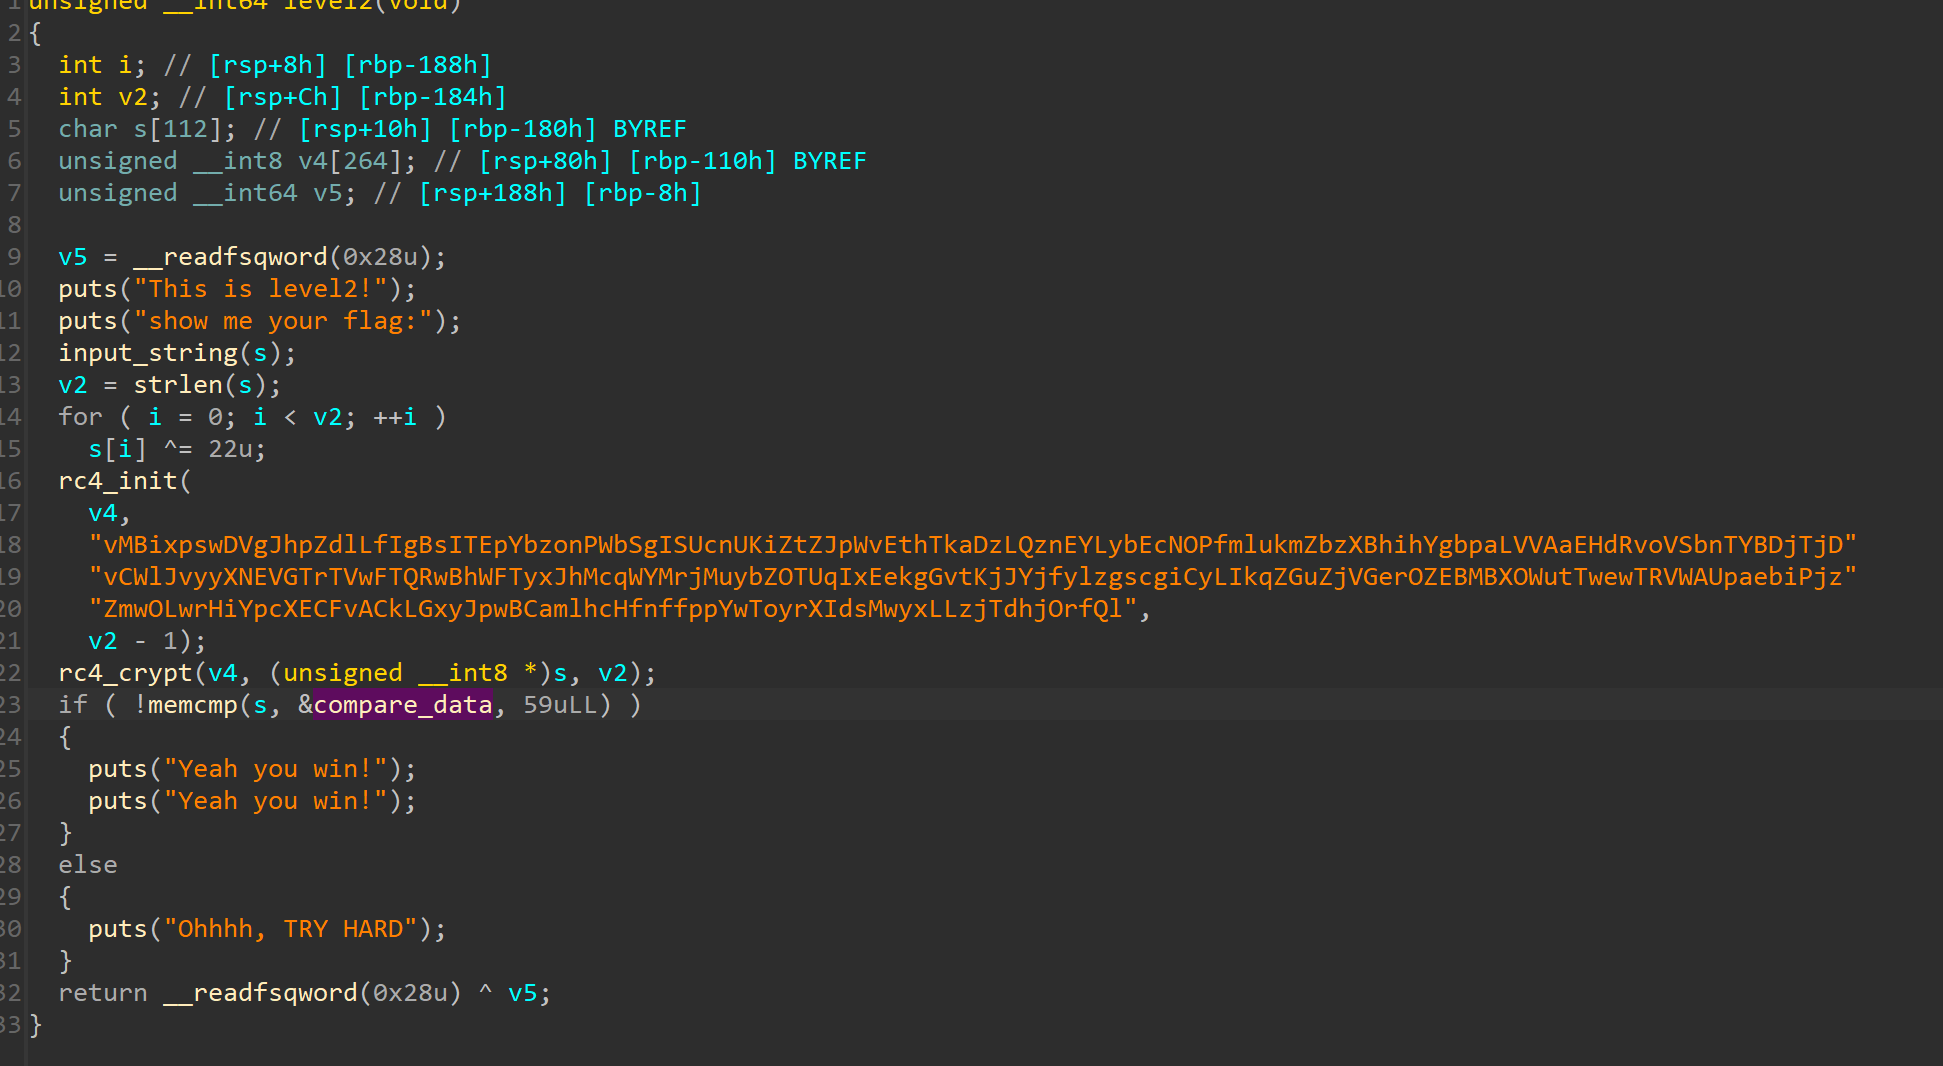 1 unsigned __int64 level2(void)
2 {
3 int i; // [rsp+8h] [rbp-188h]
4 int v2; // [rsp+Ch] [rbp-184h]
5 char s[112]; // [rsp+10h] [rbp-180h] BYREF
6 unsigned __int8 v4[264]; // [rsp+80h] [rbp-110h] BYREF
7 unsigned __int64 v5; // [rsp+188h] [rbp-8h]
8
9 v5 = __readfsqword(0x28u);
10 puts("This is level2!");
11 puts("show me your flag:");
12 input_string(s);
13 v2 = strlen(s);
14 for ( i = 0; i < v2; ++i )
15 s[i] ^= 22u;
16 rc4_init(
17 v4,
18 "vMBixpswDVgJhpZdlLfIgBsITEpYbzonPWbSgISUcnUKiZtZJpWvEthTkaDzLQznEYLybEcNOPfmlukmZbzXBhihYgbpaLVVAaEHdRvoVSbnTYBDjTjD"
19 "vCWlJvyyXNEVGTrTVwFTQRwBhWFTyxJhMcqWYMrjMuybZOTUqIxEekgGvtKjJYjfylzgscgiCyLIkqZGuZjVGerOZEBMBXOWutTwewTRVWAUpaebiPjz"
20 "ZmwOLwrHiYpcXECFvACkLGxyJpwBCamlhcHfnffppYwToyrXIdsMwyxLLzjTdhjOrfQl",
21 v2 - 1);
22 rc4_crypt(v4, (unsigned __int8 *)s, v2);
23 if ( !memcmp(s, &compare_data, 59uLL) )
24 {
25 puts("Yeah you win!");
26 puts("Yeah you win!");
27 }
28 else
29 {
30 puts("Ohhhh, TRY HARD");
31 }
32 return __readfsqword(0x28u) ^ v5;
33 }